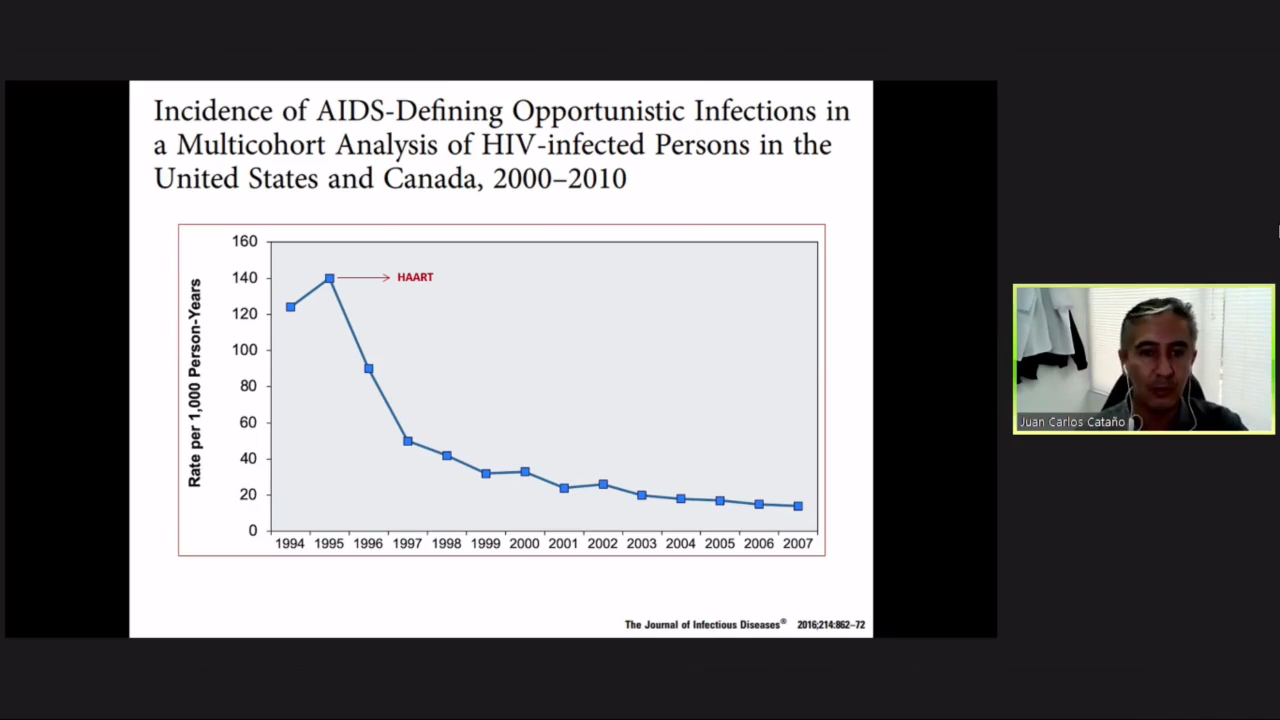 Incidence of AIDS-Defining Opportunistic Infections in
a Multicohort Analysis of HIV-infected Persons in the
United States and Canada, 2000–2010
160
140
120
100
80
60
40
20
0
Rate per 1,000 Person-Years
HAART
1994 1995 1996 1997 1998 1999 2000 2001 2002 2003 2004 2005 2006 2007
The Journal of Infectious Diseases® 2016;214:862–72
Juan Carlos Cataño